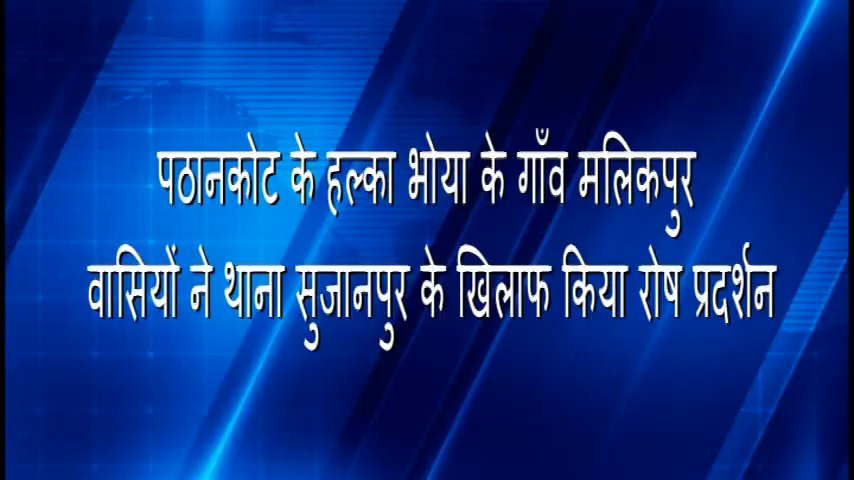 पठानकोट के हल्का भोया के गाँव मलिकपुर
वासियों ने थाना सुजानपुर के खिलाफ किया रोष प्रदर्शन